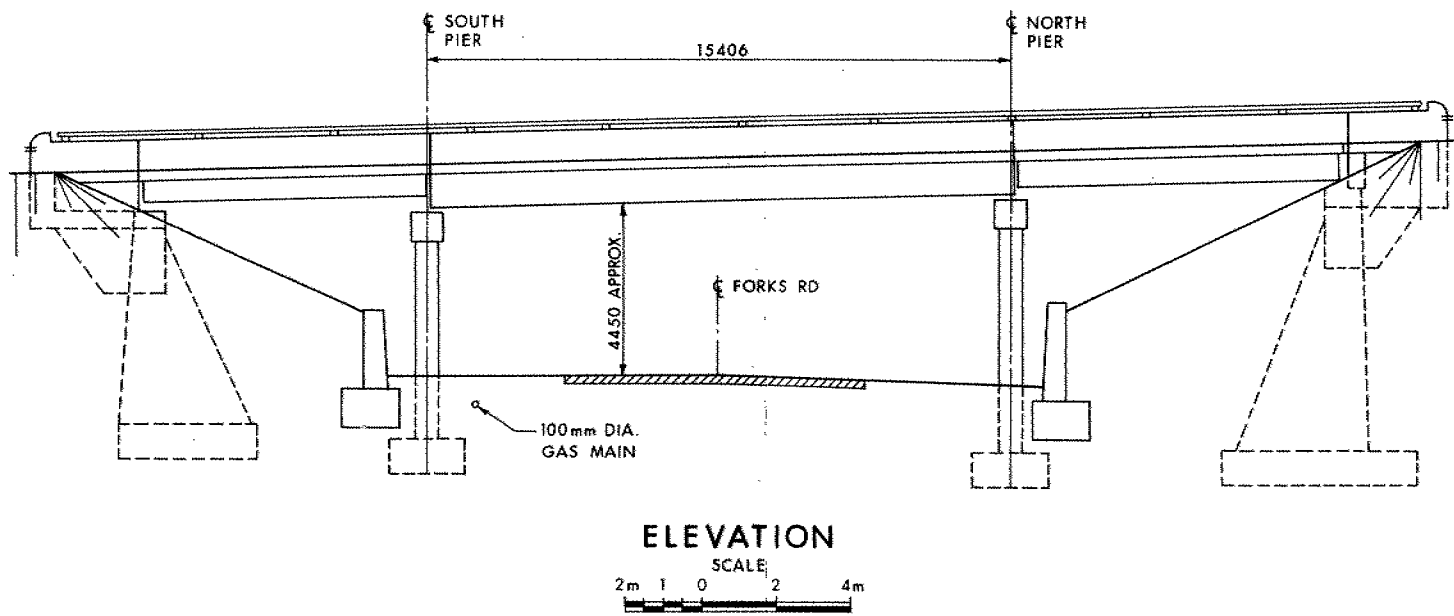 ℄ SOUTH
PIER
℄ NORTH
PIER
15406
4450 APPROX.
℄ FORKS RD
100mm DIA.
GAS MAIN
ELEVATION
SCALE
2m 1 0 2 4m